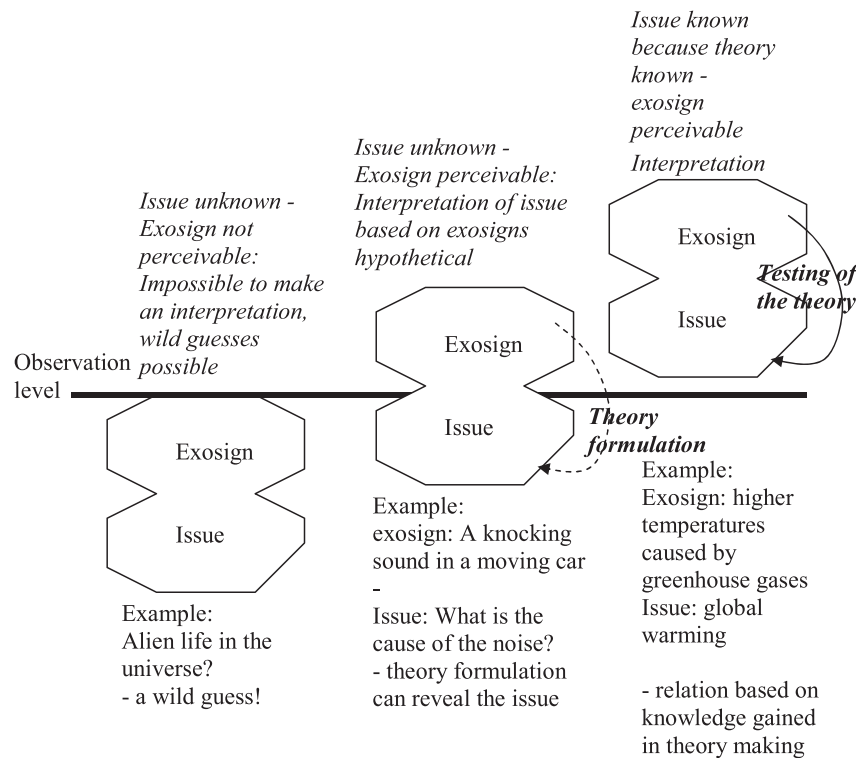 Issue known
because theory
known -
exosign
perceivable
Interpretation
Issue unknown -
Exosign perceivable:
Interpretation of issue
based on exosigns
hypothetical
Issue unknown -
Exosign not
perceivable:
Impossible to make
an interpretation,
wild guesses
possible
Observation
level
Exosign
Issue
Testing of
the theory
Exosign
Issue
Theory
formulation
Exosign
Issue
Example:
Alien life in the
universe?
- a wild guess!
Example:
exosign: A knocking
sound in a moving car
-
Issue: What is the
cause of the noise?
- theory formulation
can reveal the issue
Example:
Exosign: higher
temperatures
caused by
greenhouse gases
Issue: global
warming
- relation based on
knowledge gained
in theory making